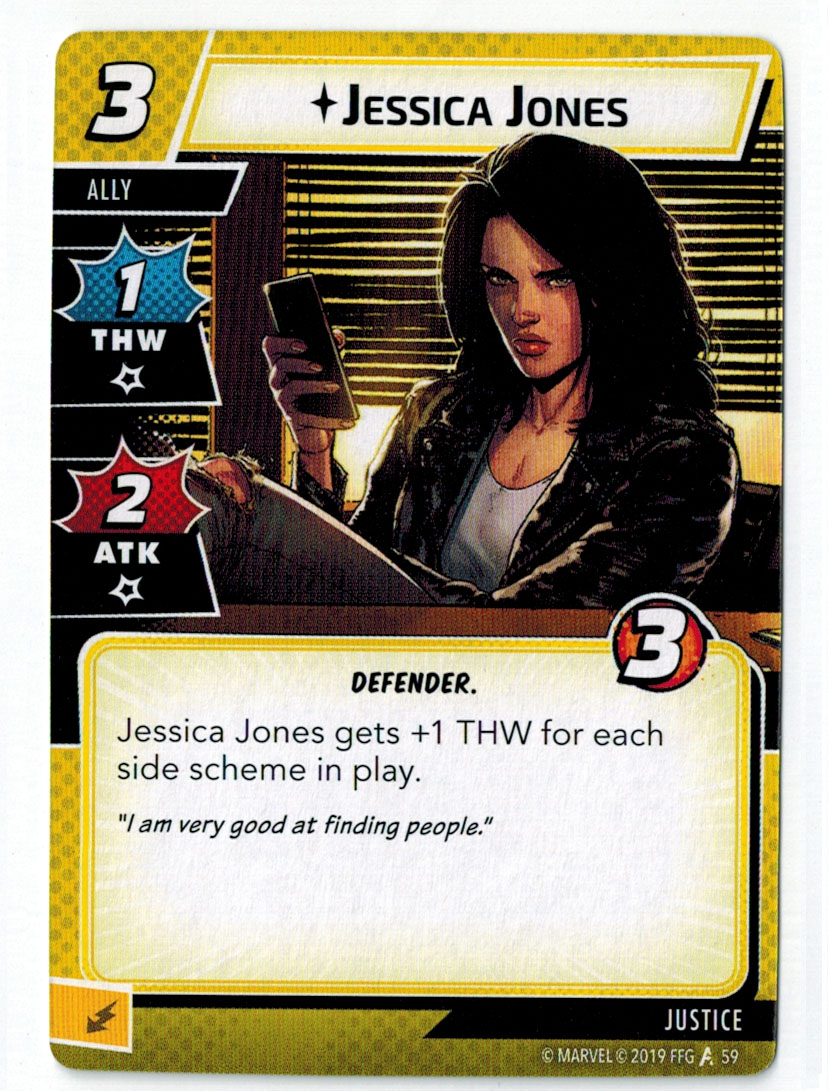 3
JESSICA JONES
ALLY
1
THW
2
ATK
3
DEFENDER.
Jessica Jones gets +1 THW for each
side scheme in play.
"I am very good at finding people."
JUSTICE
© MARVEL © 2019 FFG 59